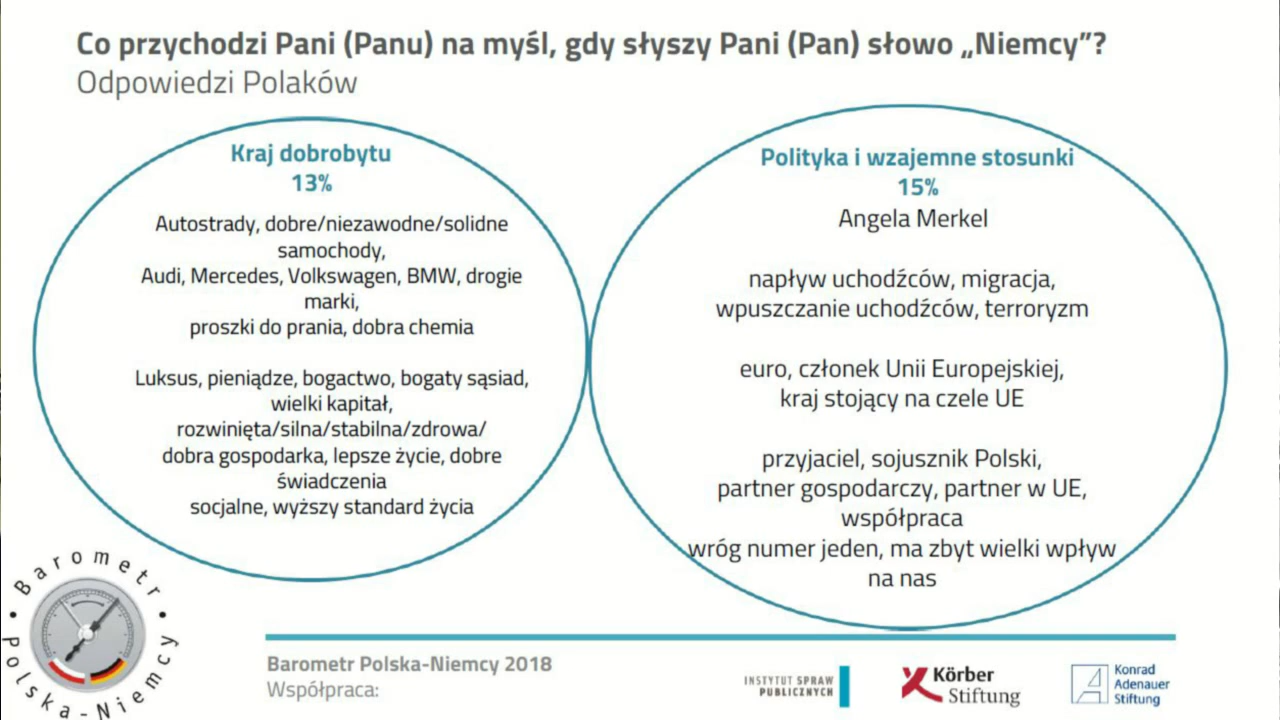 Co przychodzi Pani (Panu) na myśl, gdy słyszy Pani (Pan) słowo „Niemcy”?
Odpowiedzi Polaków
Kraj dobrobytu
13%
Autostrady, dobre/niezawodne/solidne
samochody,
Audi, Mercedes, Volkswagen, BMW, drogie
marki,
proszki do prania, dobra chemia
Luksus, pieniądze, bogactwo, bogaty sąsiad,
wielki kapitał,
rozwinięta/silna/stabilna/zdrowa/
dobra gospodarka, lepsze życie, dobre
świadczenia
socjalne, wyższy standard życia
Polityka i wzajemne stosunki
15%
Angela Merkel
napływ uchodźców, migracja,
wpuszczanie uchodźców, terroryzm
euro, członek Unii Europejskiej,
kraj stojący na czele UE
przyjaciel, sojusznik Polski,
partner gospodarczy, partner w UE,
współpraca
wróg numer jeden, ma zbyt wielki wpływ
na nas
Barometr
Polska-Niemcy
Barometr Polska-Niemcy 2018
Współpraca:
INSTYTUT SPRAW
PUBLICZNYCH
Körber
Stiftung
Konrad
Adenauer
Stiftung